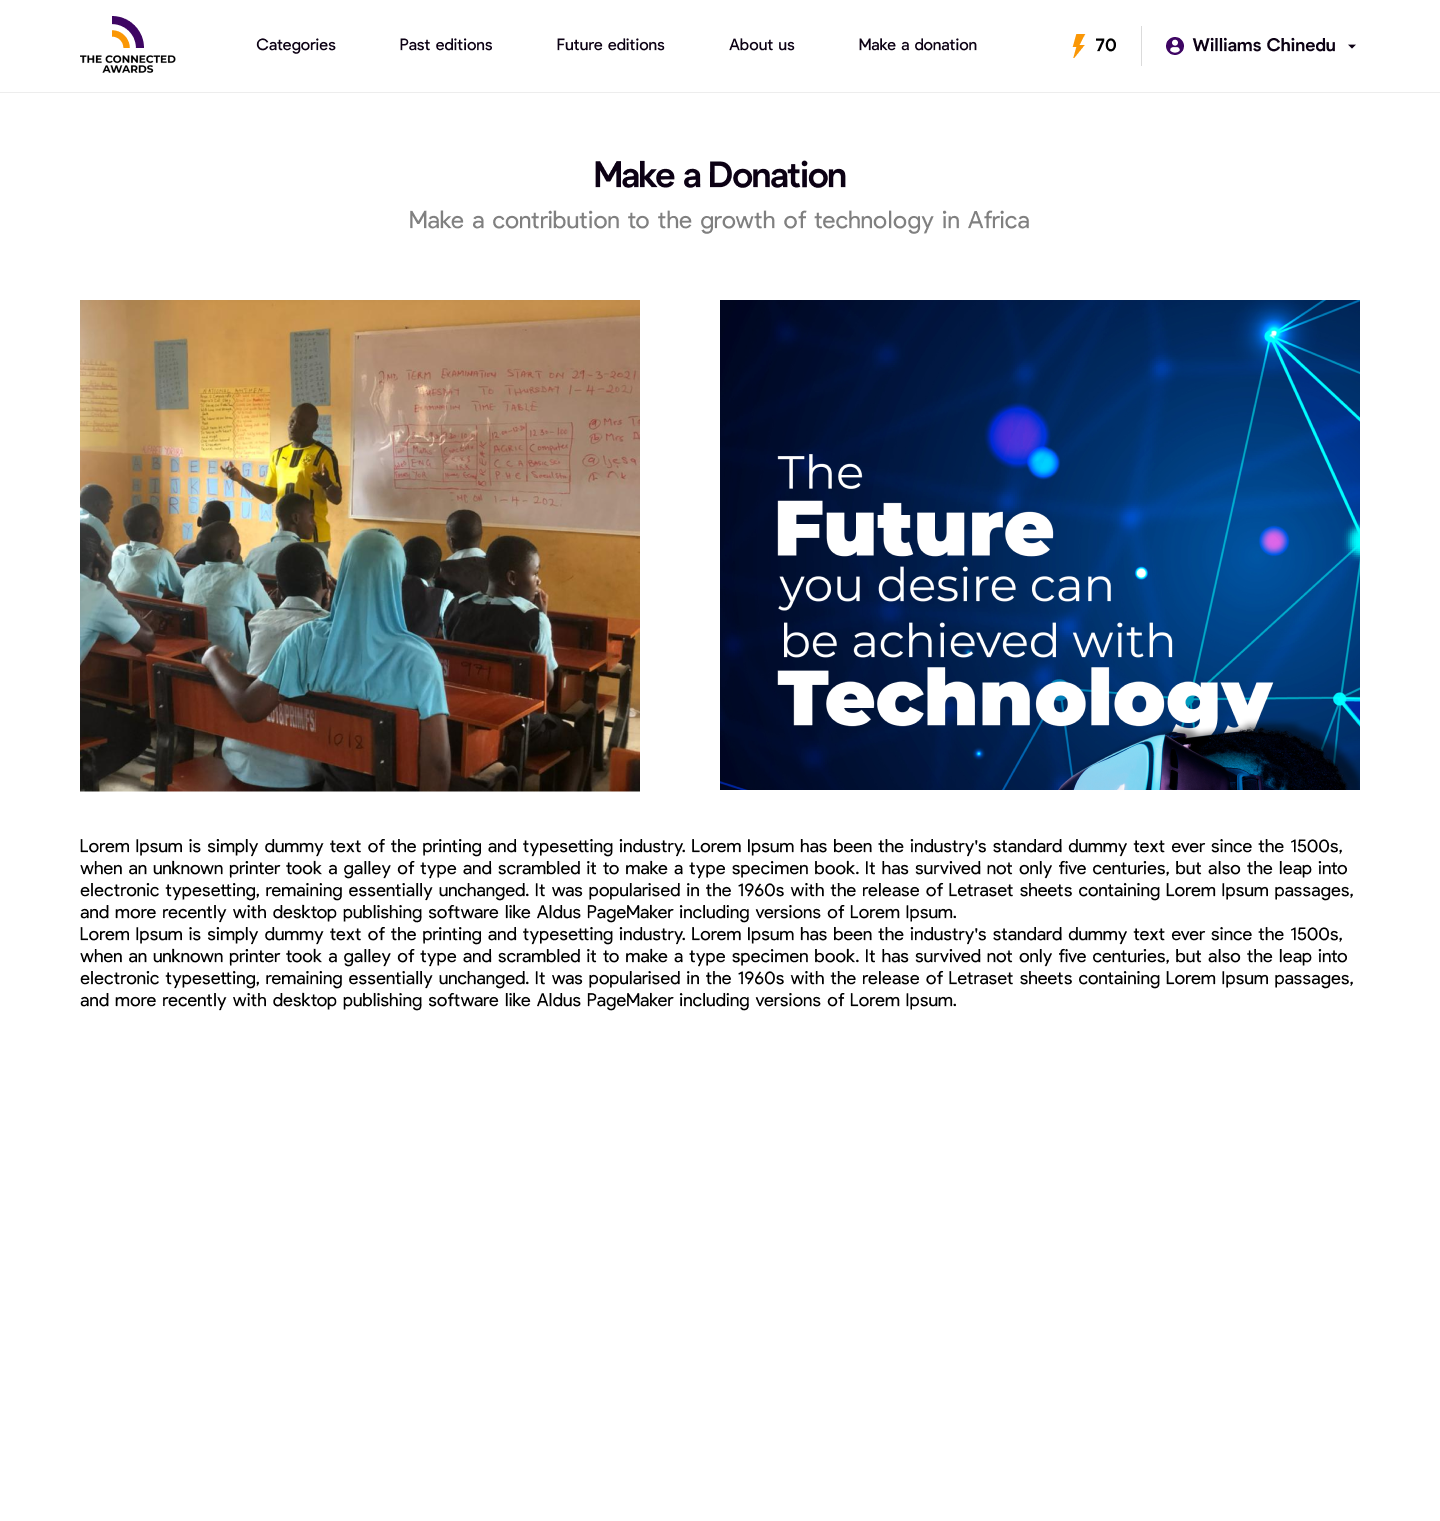 THE CONNECTED
AWARDS
Categories
Past editions
Future editions
About us
Make a donation
70
Williams Chinedu
Make a Donation
Make a contribution to the growth of technology in Africa
2ND TERM EXAMINATION START ON 29-3-2021
TUESDAY TO THURSDAY 1-4-2021
EXAMINATION TIME TABLE
AGRIC Computer
ENG
1018
971
The
Future
you desire can
be achieved with
Technology
Lorem Ipsum is simply dummy text of the printing and typesetting industry. Lorem Ipsum has been the industry's standard dummy text ever since the 1500s,
when an unknown printer took a galley of type and scrambled it to make a type specimen book. It has survived not only five centuries, but also the leap into
electronic typesetting, remaining essentially unchanged. It was popularised in the 1960s with the release of Letraset sheets containing Lorem Ipsum passages,
and more recently with desktop publishing software like Aldus PageMaker including versions of Lorem Ipsum.
Lorem Ipsum is simply dummy text of the printing and typesetting industry. Lorem Ipsum has been the industry's standard dummy text ever since the 1500s,
when an unknown printer took a galley of type and scrambled it to make a type specimen book. It has survived not only five centuries, but also the leap into
electronic typesetting, remaining essentially unchanged. It was popularised in the 1960s with the release of Letraset sheets containing Lorem Ipsum passages,
and more recently with desktop publishing software like Aldus PageMaker including versions of Lorem Ipsum.